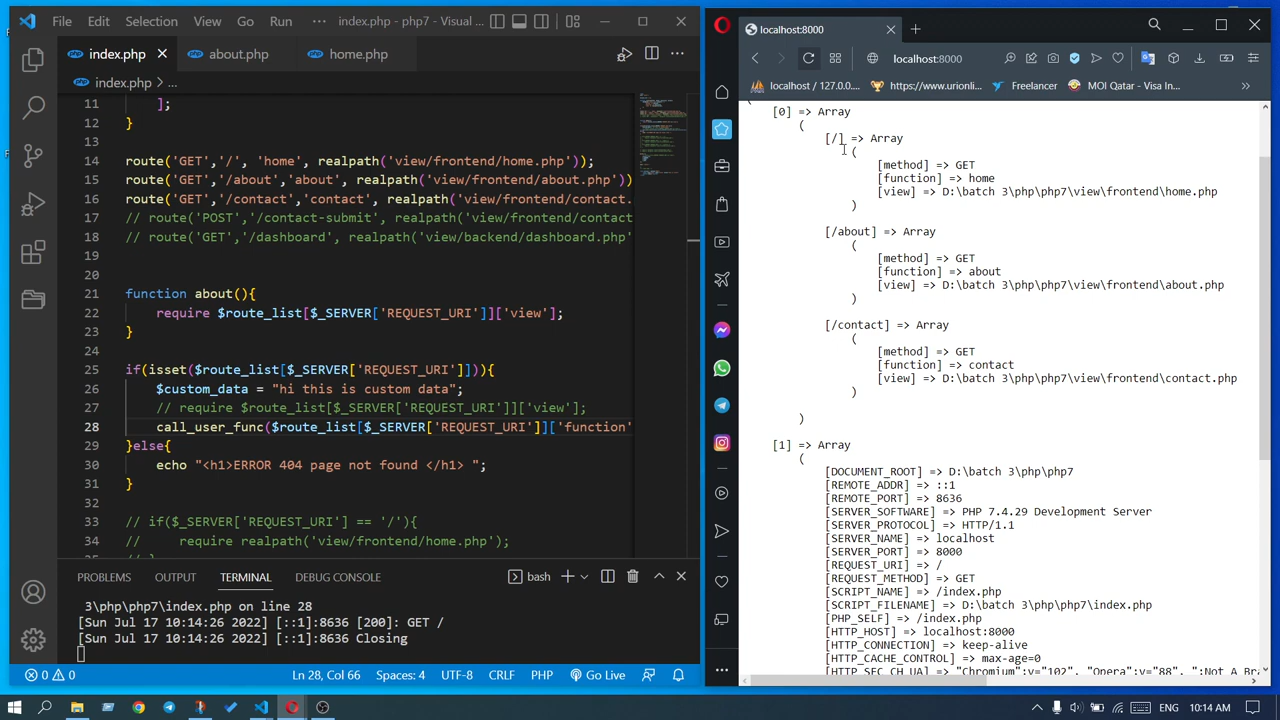 File Edit Selection View Go Run ··· index.php - php7 - Visual ...
index.php about.php home.php
index.php > ...
11 ];
12 }
13
14 route('GET','/', 'home', realpath('view/frontend/home.php'));
15 route('GET','/about','about', realpath('view/frontend/about.php'))
16 route('GET','/contact','contact', realpath('view/frontend/contact.
17 // route('POST','/contact-submit', realpath('view/frontend/contact
18 // route('GET','/dashboard', realpath('view/backend/dashboard.php'
19
20
21 function about(){
22 require $route_list[$_SERVER['REQUEST_URI']]['view'];
23 }
24
25 if(isset($route_list[$_SERVER['REQUEST_URI']])){
26 $custom_data = "hi this is custom data";
27 // require $route_list[$_SERVER['REQUEST_URI']]['view'];
28 call_user_func($route_list[$_SERVER['REQUEST_URI']]['function'
29 }else{
30 echo "<h1>ERROR 404 page not found </h1> ";
31 }
32
33 // if($_SERVER['REQUEST_URI'] == '/'){
34 // require realpath('view/frontend/home.php');
PROBLEMS OUTPUT TERMINAL DEBUG CONSOLE bash
3\php\php7\index.php on line 28
[Sun Jul 17 10:14:26 2022] [::1]:8636 [200]: GET /
[Sun Jul 17 10:14:26 2022] [::1]:8636 Closing
0 0 Ln 28, Col 66 Spaces: 4 UTF-8 CRLF PHP Go Live
localhost:8000
localhost:8000
localhost / 127.0.0.... https://www.urionli... Freelancer MOI Qatar - Visa In...
[0] => Array
(
[/] => Array
(
[method] => GET
[function] => home
[view] => D:\batch 3\php\php7\view\frontend\home.php
)
[/about] => Array
(
[method] => GET
[function] => about
[view] => D:\batch 3\php\php7\view\frontend\about.php
)
[/contact] => Array
(
[method] => GET
[function] => contact
[view] => D:\batch 3\php\php7\view\frontend\contact.php
)
)
[1] => Array
(
[DOCUMENT_ROOT] => D:\batch 3\php\php7
[REMOTE_ADDR] => ::1
[REMOTE_PORT] => 8636
[SERVER_SOFTWARE] => PHP 7.4.29 Development Server
[SERVER_PROTOCOL] => HTTP/1.1
[SERVER_NAME] => localhost
[SERVER_PORT] => 8000
[REQUEST_URI] => /
[REQUEST_METHOD] => GET
[SCRIPT_NAME] => /index.php
[SCRIPT_FILENAME] => D:\batch 3\php\php7\index.php
[PHP_SELF] => /index.php
[HTTP_HOST] => localhost:8000
[HTTP_CONNECTION] => keep-alive
[HTTP_CACHE_CONTROL] => max-age=0
[HTTP_SEC_CH_UA] => "Chromium";v="102", "Opera";v="88", ";Not A Bra
ENG 10:14 AM